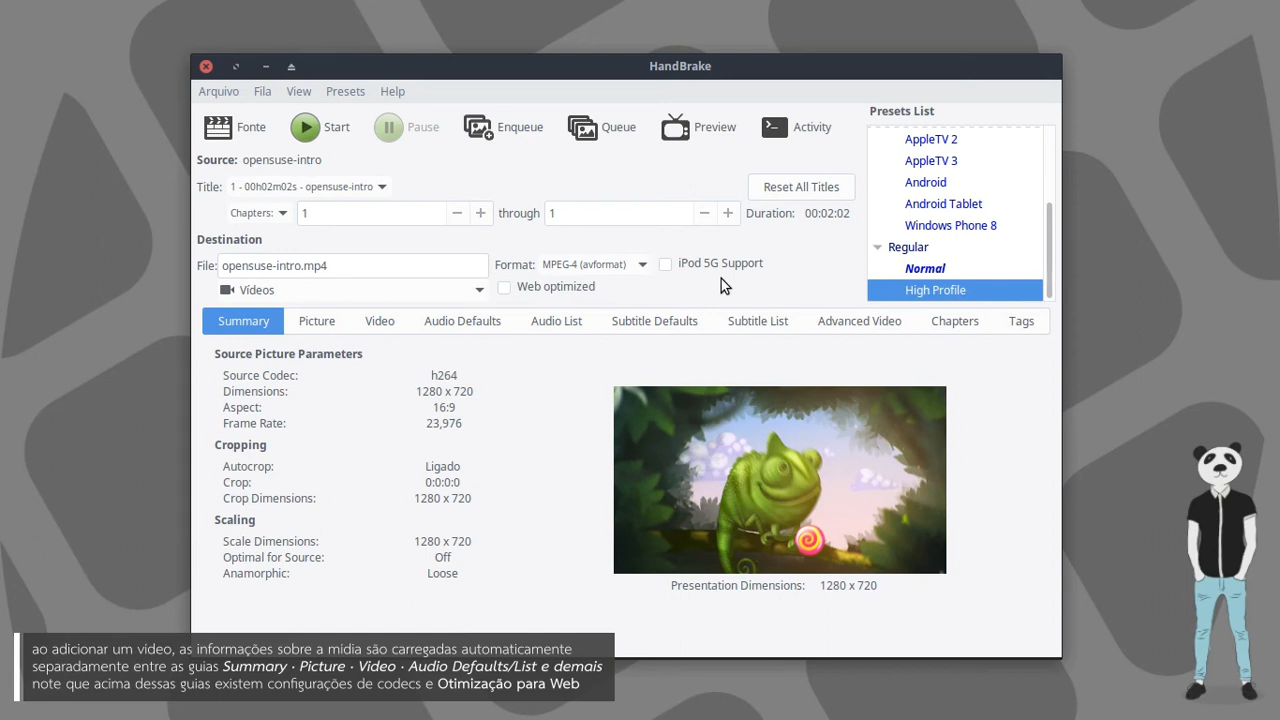 HandBrake
Arquivo Fila View Presets Help
Fonte Start Pause Enqueue Queue Preview Activity
Source: opensuse-intro
Title: 1 - 00h02m02s - opensuse-intro Reset All Titles
Chapters: 1 through 1 Duration: 00:02:02
Destination
File: opensuse-intro.mp4 Format: MPEG-4 (avformat) iPod 5G Support
Vídeos Web optimized
Presets List
AppleTV 2
AppleTV 3
Android
Android Tablet
Windows Phone 8
Regular
Normal
High Profile
Summary Picture Video Audio Defaults Audio List Subtitle Defaults Subtitle List Advanced Video Chapters Tags
Source Picture Parameters
Source Codec: h264
Dimensions: 1280 x 720
Aspect: 16:9
Frame Rate: 23,976
Cropping
Autocrop: Ligado
Crop: 0:0:0:0
Crop Dimensions: 1280 x 720
Scaling
Scale Dimensions: 1280 x 720
Optimal for Source: Off
Anamorphic: Loose
Presentation Dimensions: 1280 x 720
ao adicionar um vídeo, as informações sobre a mídia são carregadas automaticamente
separadamente entre as guias Summary · Picture · Video · Audio Defaults/List e demais
note que acima dessas guias existem configurações de codecs e Otimização para Web